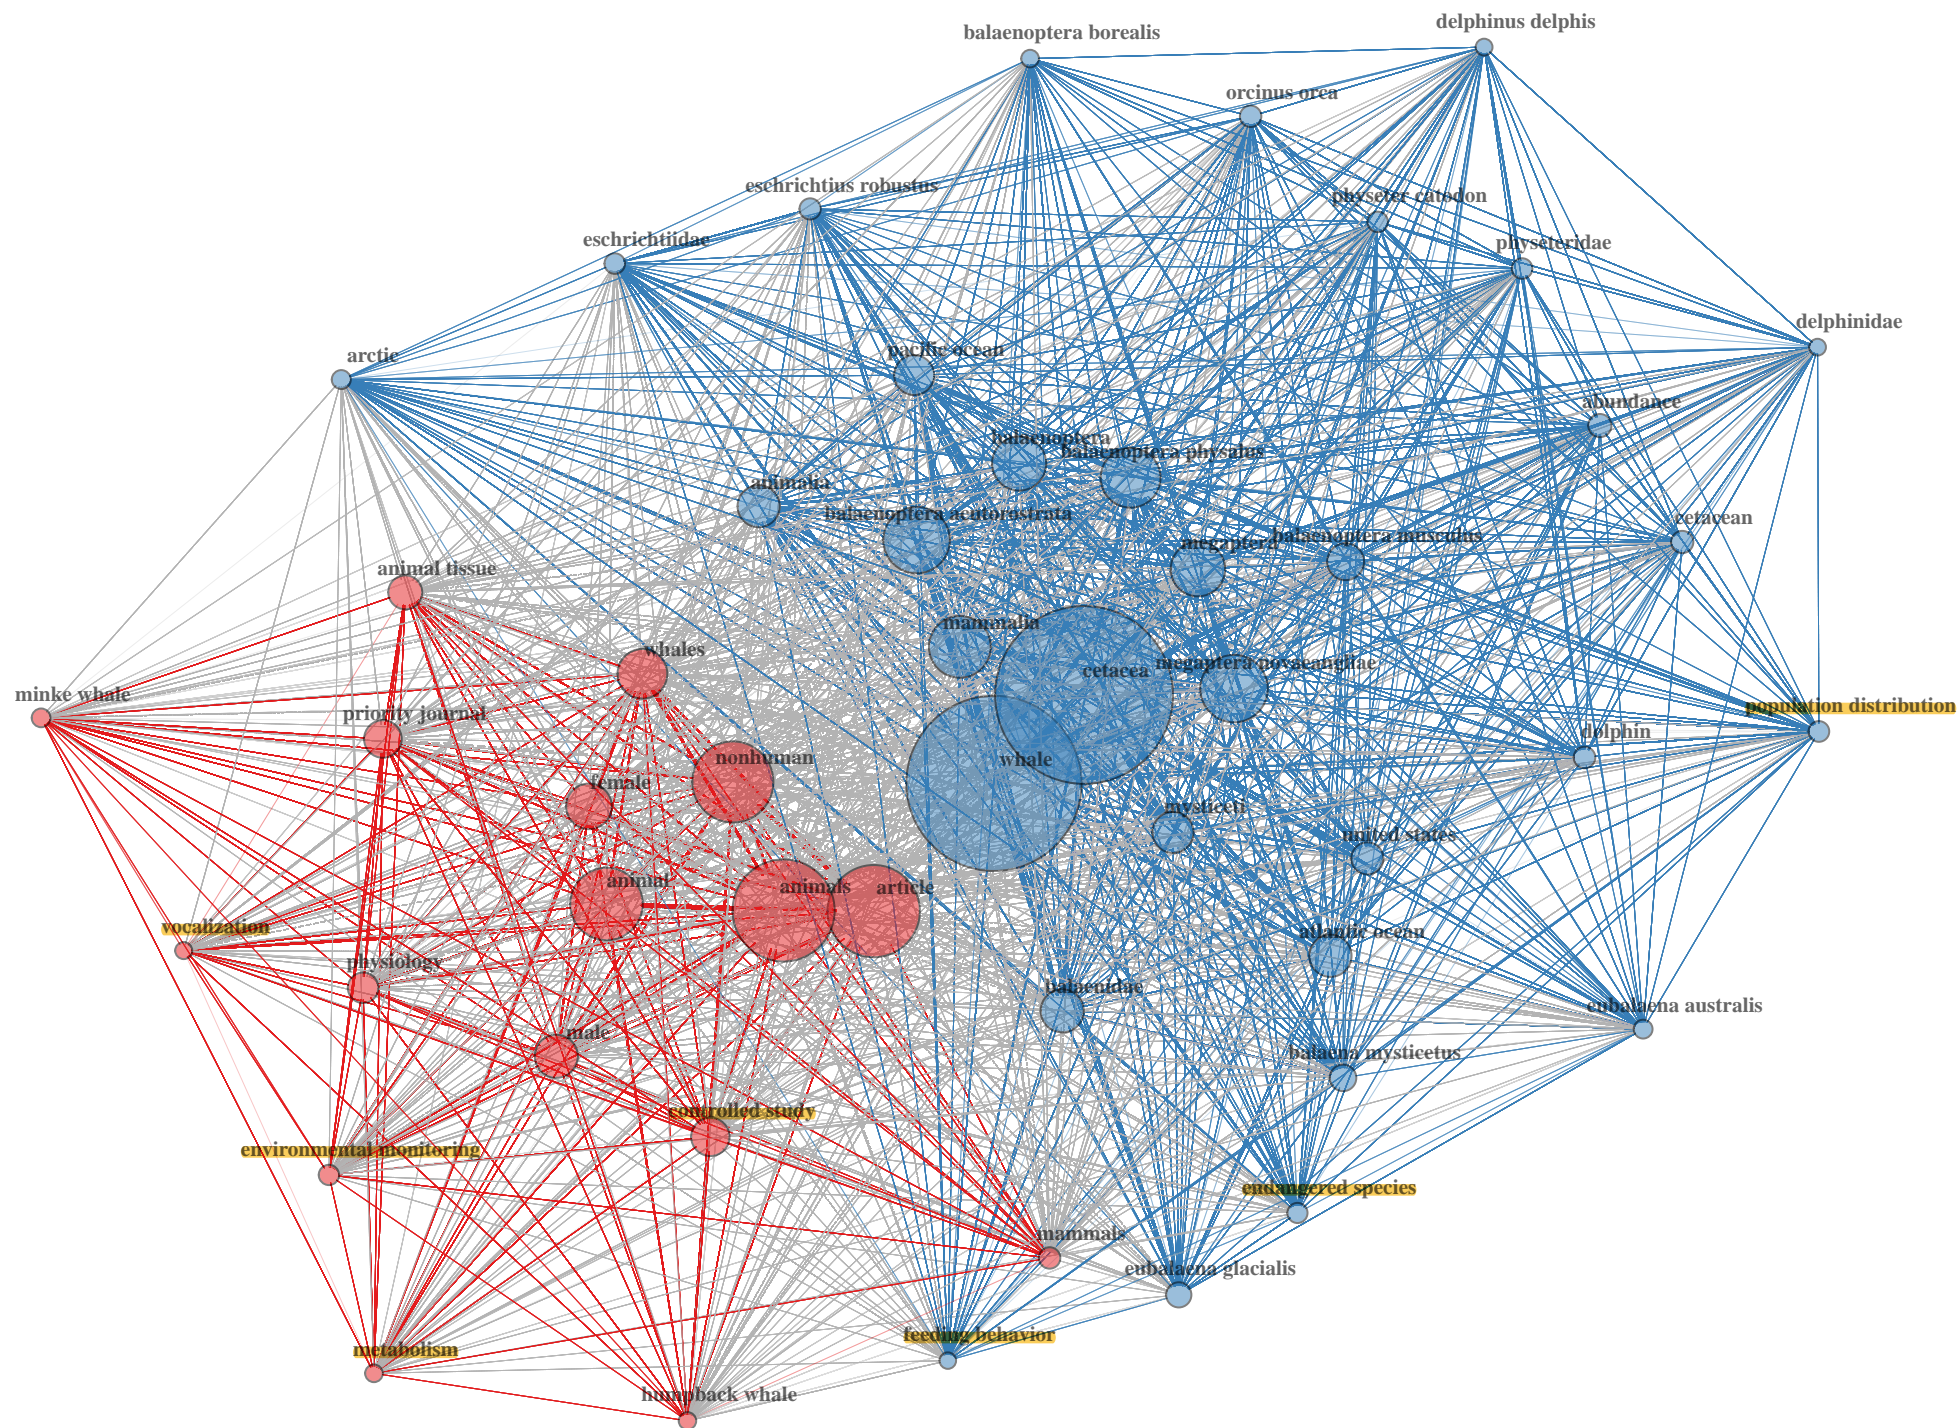 delphinus delphis
balaenoptera borealis
orcinus orca
eschrichtius robustus
physeter catodon
eschrichtiidae
physeteridae
delphinidae
arctic
pacific ocean
abundance
balaenoptera
balaenoptera physalus
animalia
balaenoptera acutorostrata
cetacean
megaptera
balaenoptera musculus
animal tissue
mammalia
whales
cetacea
megaptera novaeangliae
minke whale
priority journal
population distribution
dolphin
nonhuman
whale
female
mysticeti
united states
animal
animals
article
vocalization
atlantic ocean
physiology
balaenidae
eubalaena australis
male
balaena mysticetus
controlled study
environmental monitoring
endangered species
mammals
eubalaena glacialis
feeding behavior
metabolism
humpback whale